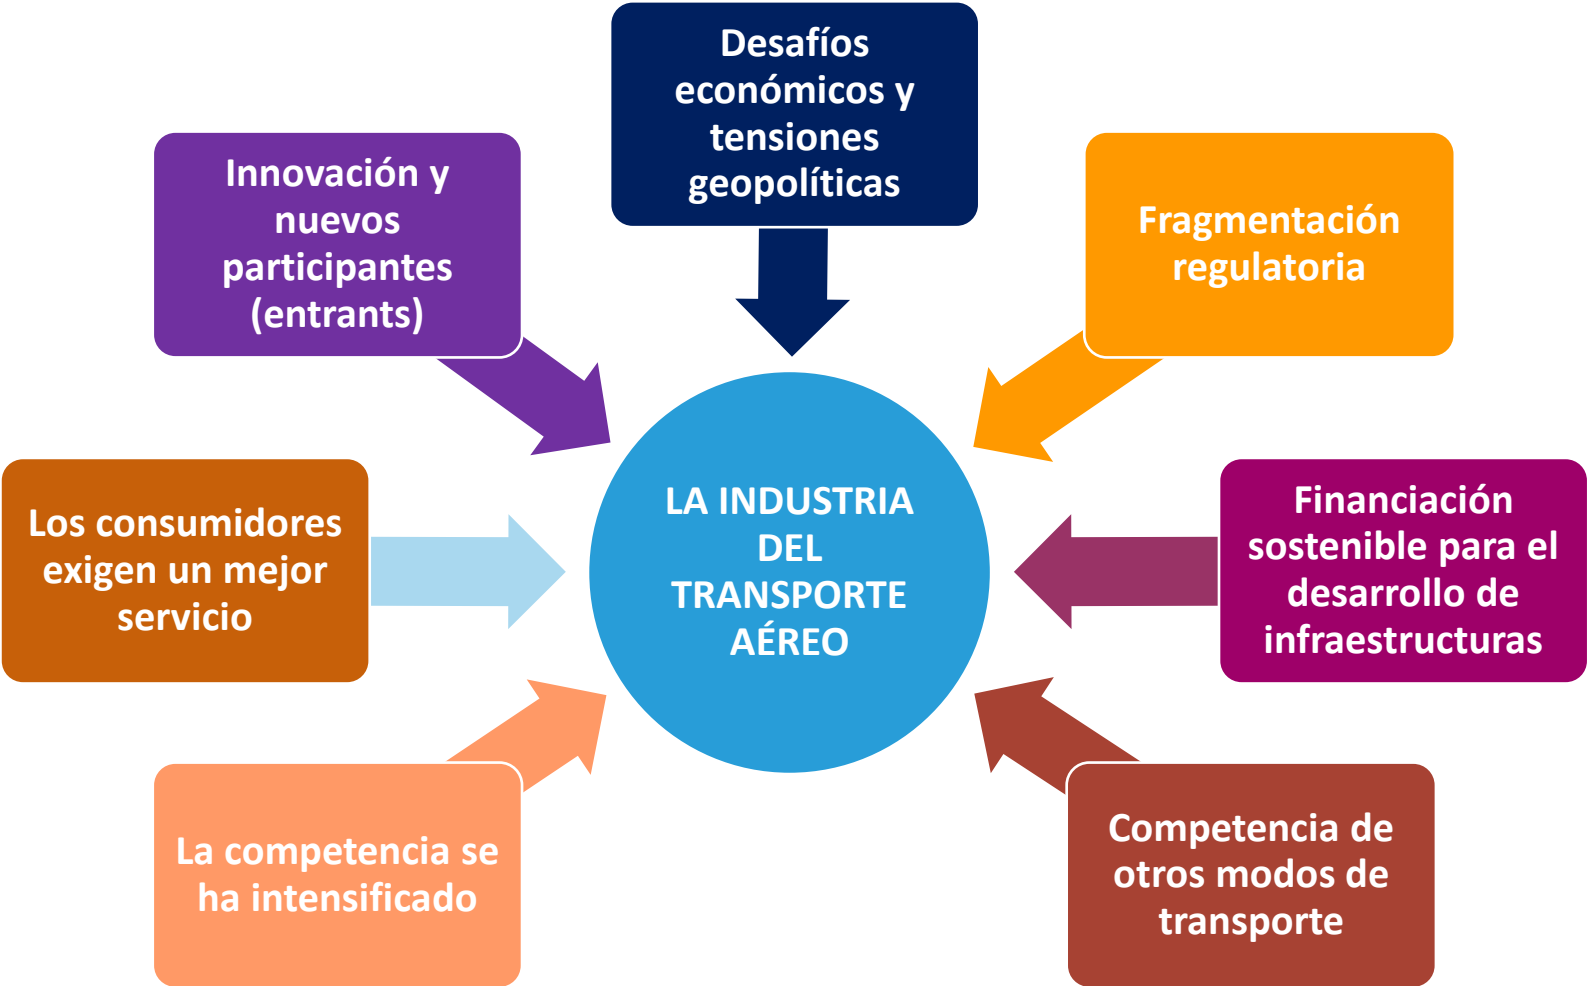 Desafíos
económicos y
tensiones
geopolíticas
Innovación y
nuevos
participantes
(entrants)
Fragmentación
regulatoria
Los consumidores
exigen un mejor
servicio
LA INDUSTRIA
DEL
TRANSPORTE
AÉREO
Financiación
sostenible para el
desarrollo de
infraestructuras
La competencia se
ha intensificado
Competencia de
otros modos de
transporte